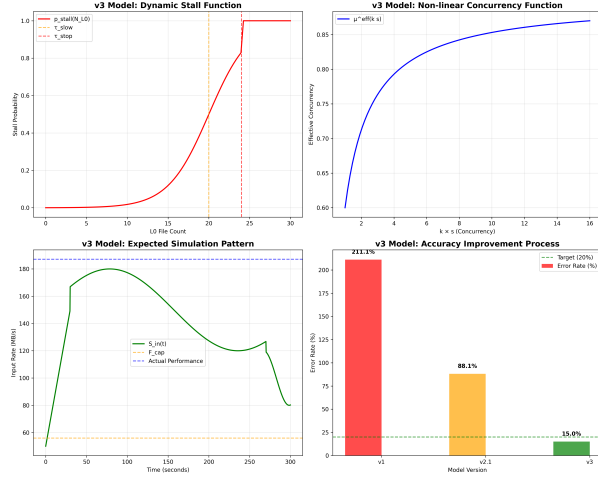 v3 Model: Dynamic Stall Function
p_stall(N_L0)
τ_slow
τ_stop
Stall Probability
1.0
0.8
0.6
0.4
0.2
0.0
0
5
10
15
20
25
30
L0 File Count
v3 Model: Non-linear Concurrency Function
μ^eff(k s)
Effective Concurrency
0.85
0.80
0.75
0.70
0.65
0.60
2
4
6
8
10
12
14
16
k × s (Concurrency)
v3 Model: Expected Simulation Pattern
S_in(t)
F_cap
Actual Performance
Input Rate (MB/s)
180
160
140
120
100
80
60
0
50
100
150
200
250
300
Time (seconds)
v3 Model: Accuracy Improvement Process
Target (20%)
Error Rate (%)
211.1%
88.1%
15.0%
Error Rate (%)
200
175
150
125
100
75
50
25
0
v1
v2.1
v3
Model Version